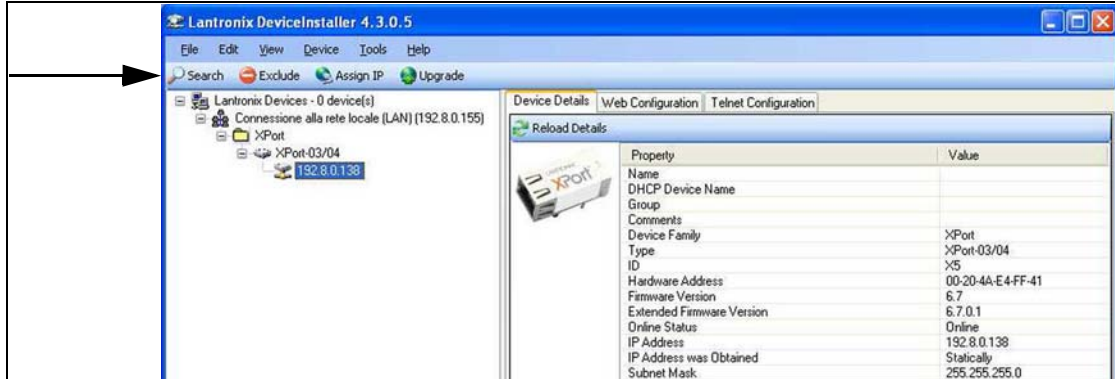 Lantronix DeviceInstaller 4.3.0.5
File Edit View Device Tools Help
Search Exclude Assign IP Upgrade
Lantronix Devices - 0 device(s)
Connessione alla rete locale (LAN) (192.8.0.155)
XPort
XPort-03/04
192.8.0.138
Device Details Web Configuration Telnet Configuration
Reload Details
LANTRONIX
XPort
Property Value
Name
DHCP Device Name
Group
Comments
Device Family XPort
Type XPort-03/04
ID X5
Hardware Address 00-20-4A-E4-FF-41
Firmware Version 6.7
Extended Firmware Version 6.7.0.1
Online Status Online
IP Address 192.8.0.138
IP Address was Obtained Statically
Subnet Mask 255.255.255.0